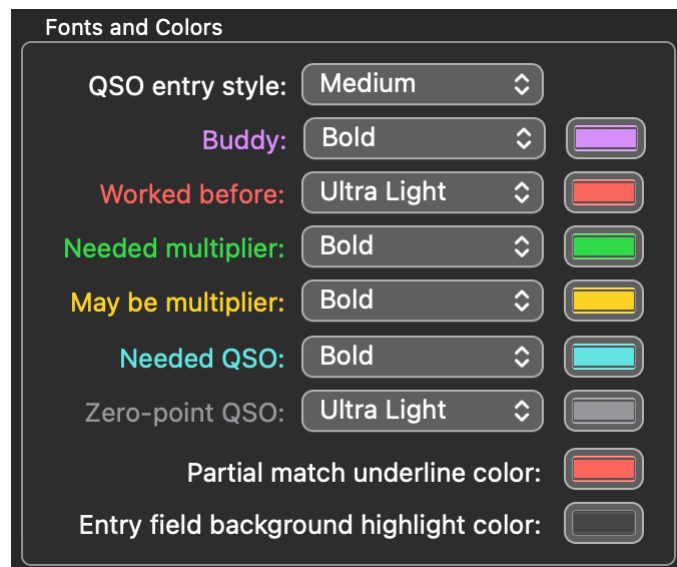 Fonts and Colors
QSO entry style: Medium
Buddy: Bold
Worked before: Ultra Light
Needed multiplier: Bold
May be multiplier: Bold
Needed QSO: Bold
Zero-point QSO: Ultra Light
Partial match underline color:
Entry field background highlight color: